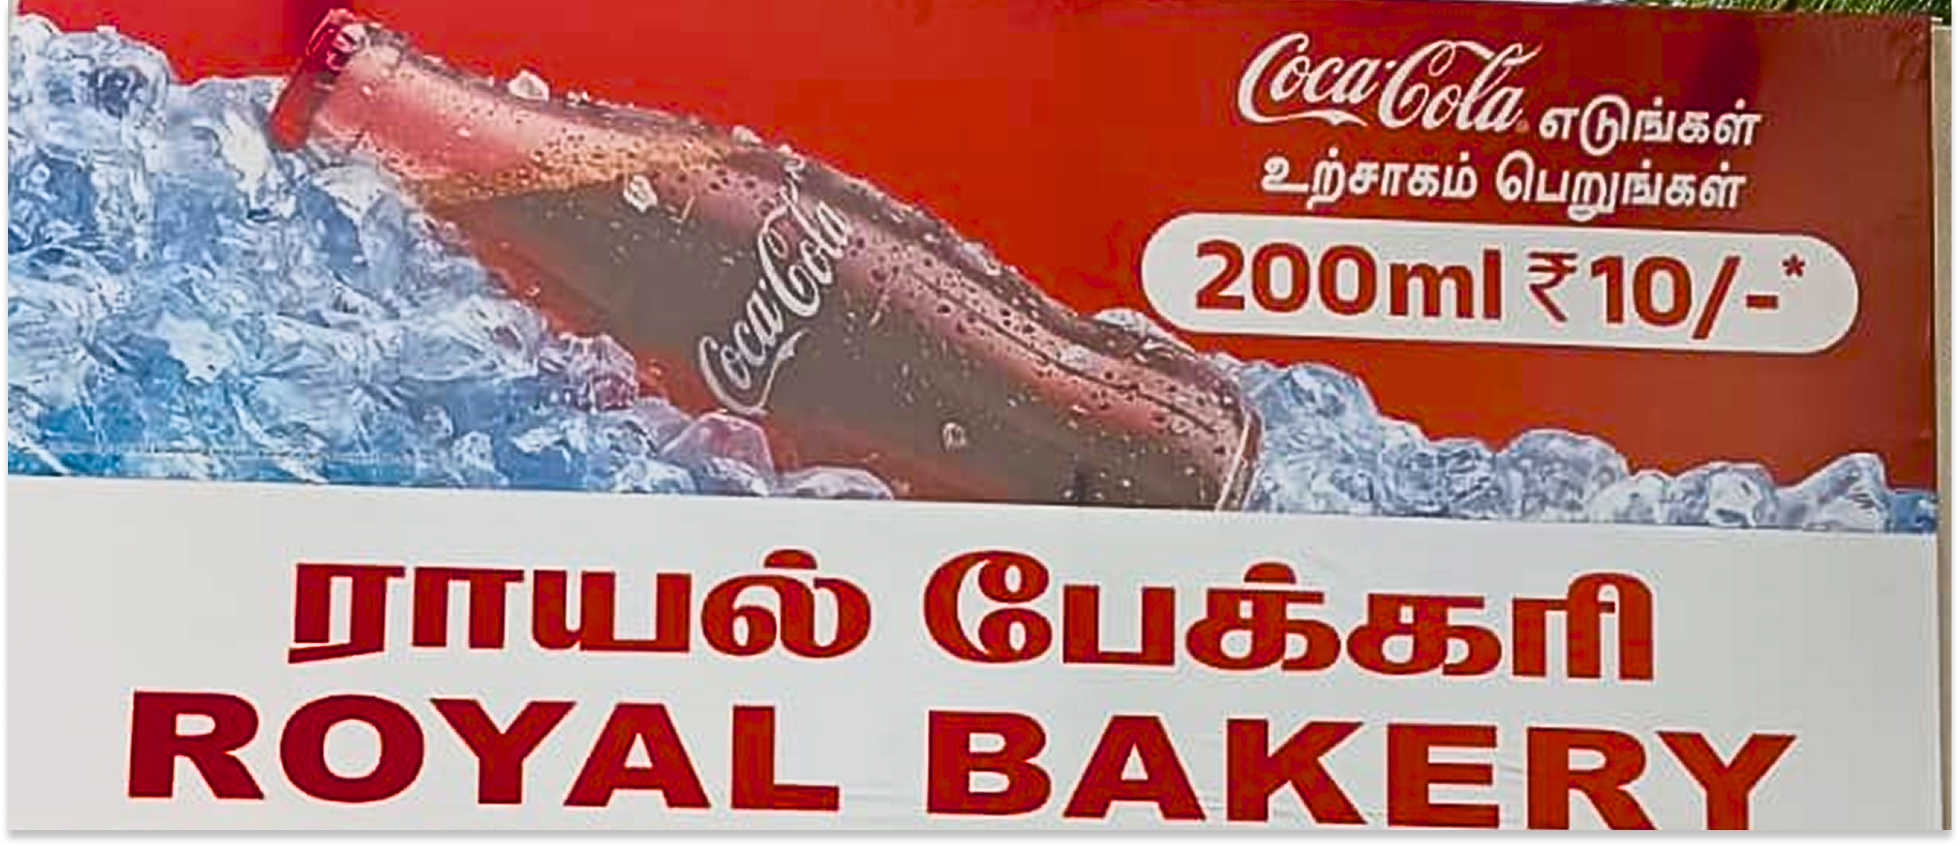 Coca-Cola எடுங்கள்
உற்சாகம் பெறுங்கள்
200ml ₹10/-*
Coca-Cola
ராயல் பேக்கரி
ROYAL BAKERY